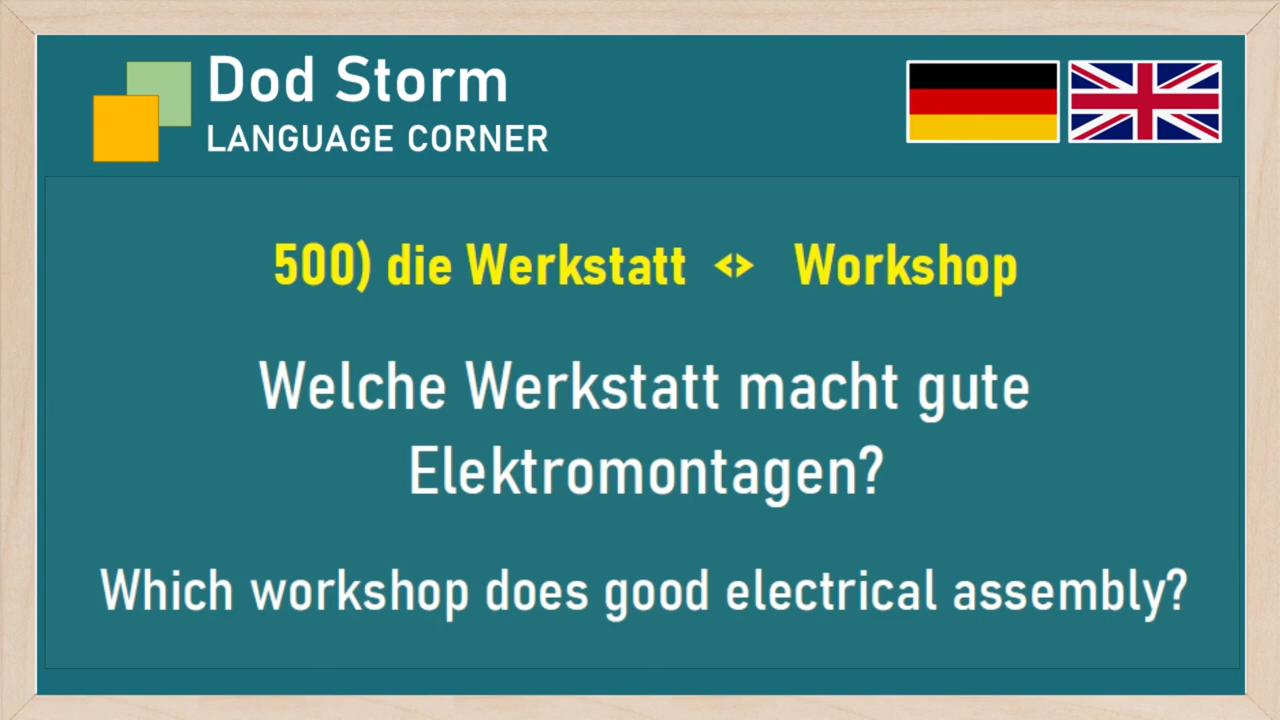 Dod Storm
LANGUAGE CORNER
500) die Werkstatt <> Workshop
Welche Werkstatt macht gute
Elektromontagen?
Which workshop does good electrical assembly?